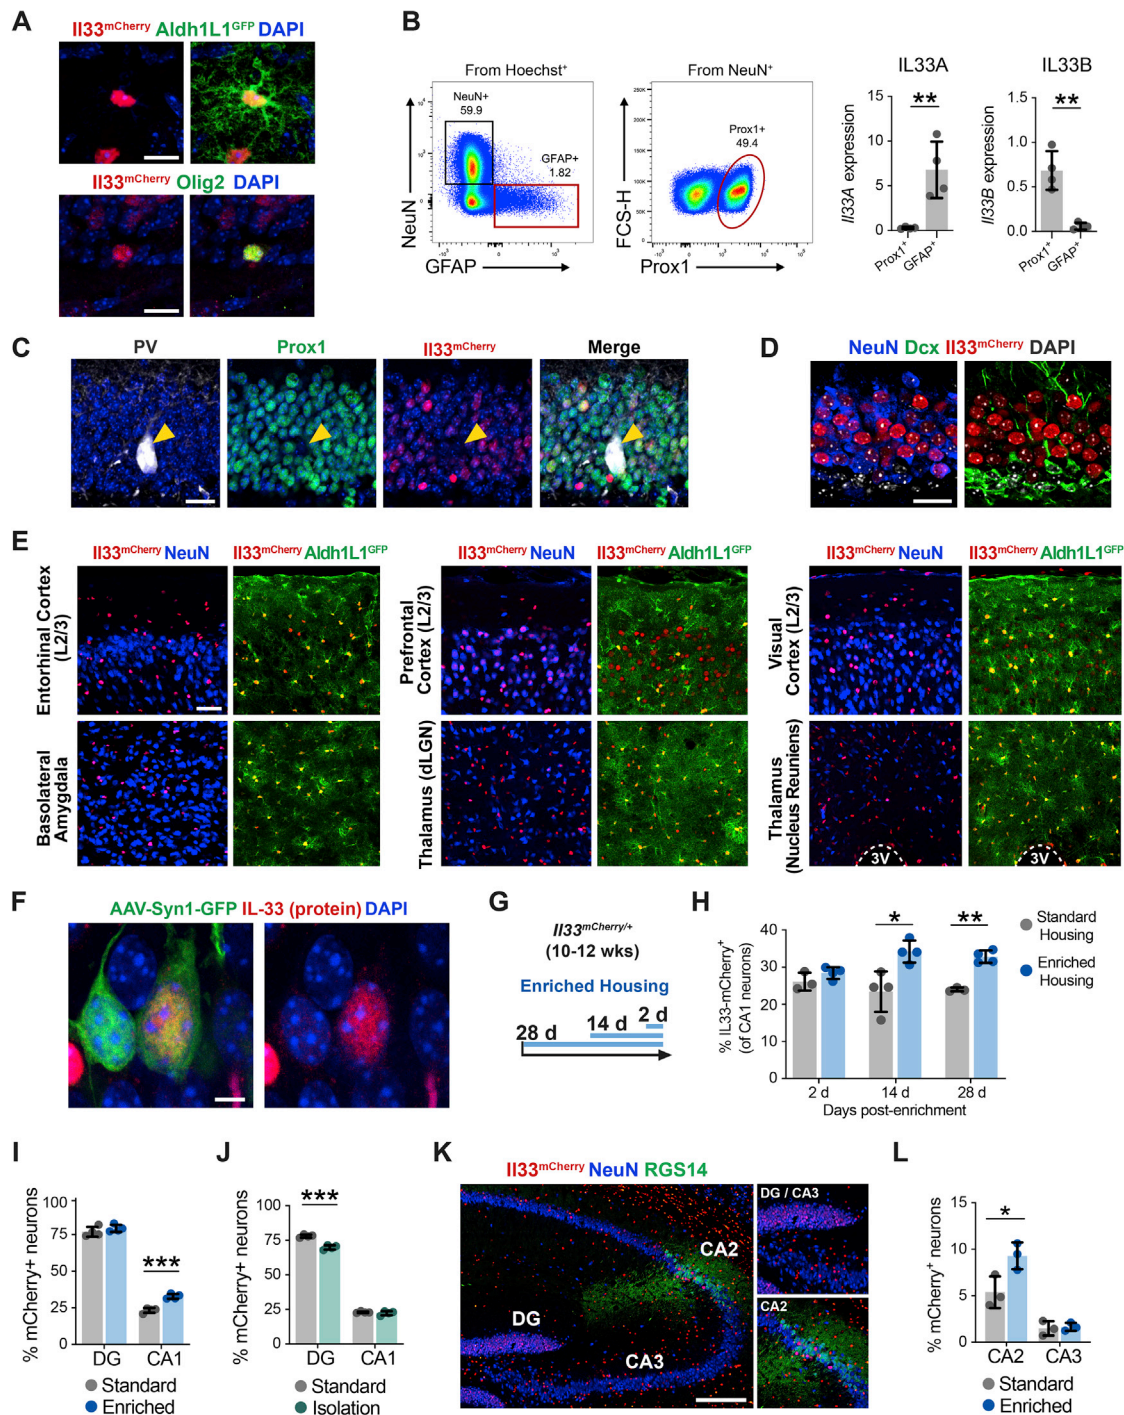 A
Il33mCherry Aldh1L1GFP DAPI
Il33mCherry Olig2 DAPI
B
From Hoechst+
NeuN+
59.9
GFAP+
1.82
NeuN
GFAP
From NeuN+
Prox1+
49.4
250K
200K
150K
100K
50K
0
FCS-H
Prox1
IL33A
**
15
10
5
0
Il33A expression
Prox1+
GFAP+
IL33B
**
1.5
1.0
0.5
0.0
Il33B expression
Prox1+
GFAP+
C
PV
Prox1
Il33mCherry
Merge
D
NeuN Dcx Il33mCherry DAPI
E
Il33mCherry NeuN
Il33mCherry Aldh1L1GFP
Il33mCherry NeuN
Il33mCherry Aldh1L1GFP
Il33mCherry NeuN
Il33mCherry Aldh1L1GFP
Entorhinal Cortex
(L2/3)
Prefrontal
Cortex (L2/3)
Visual
Cortex (L2/3)
Basolateral
Amygdala
Thalamus (dLGN)
Thalamus
(Nucleus Reuniens)
3V
3V
F
AAV-Syn1-GFP IL-33 (protein) DAPI
G
Il33mCherry/+
(10-12 wks)
Enriched Housing
2 d
14 d
28 d
H
% IL33-mCherry+
(of CA1 neurons)
40
30
20
10
0
*
**
2 d
14 d
28 d
Days post-enrichment
Standard
Housing
Enriched
Housing
I
% mCherry+ neurons
100
75
50
25
0
***
DG
CA1
Standard
Enriched
J
% mCherry+ neurons
100
75
50
25
0
***
DG
CA1
Standard
Isolation
K
Il33mCherry NeuN RGS14
CA2
DG
CA3
DG / CA3
CA2
L
% mCherry+ neurons
15
10
5
0
*
CA2
CA3
Standard
Enriched